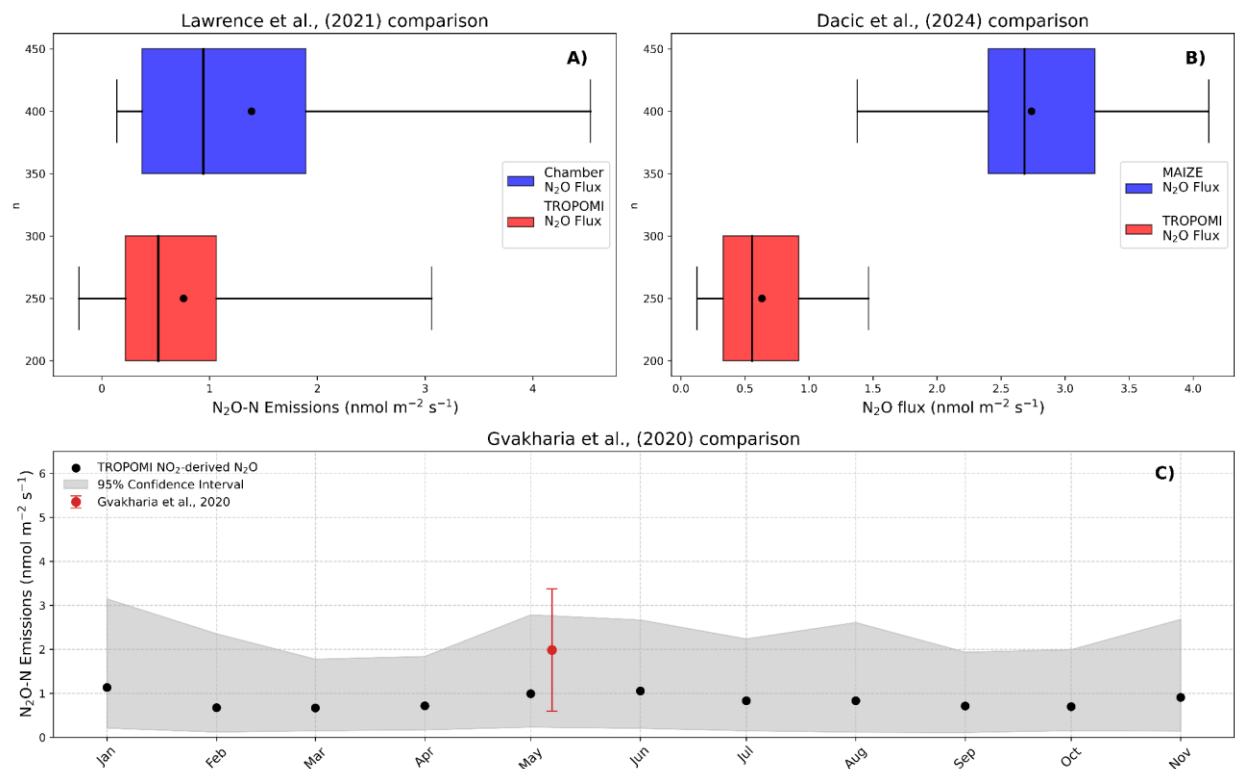 Lawrence et al., (2021) comparison
A)
450
400
350
300
250
200
n
Chamber
N₂O Flux
TROPOMI
N₂O Flux
0 1 2 3 4
N₂O-N Emissions (nmol m⁻² s⁻¹)
Dacic et al., (2024) comparison
B)
450
400
350
300
250
200
n
MAIZE
N₂O Flux
TROPOMI
N₂O Flux
0.0 0.5 1.0 1.5 2.0 2.5 3.0 3.5 4.0
N₂O flux (nmol m⁻² s⁻¹)
Gvakharia et al., (2020) comparison
C)
N₂O-N Emissions (nmol m⁻² s⁻¹)
6
5
4
3
2
1
0
TROPOMI NO₂-derived N₂O
95% Confidence Interval
Gvakharia et al., 2020
Jan Feb Mar Apr May Jun Jul Aug Sep Oct Nov